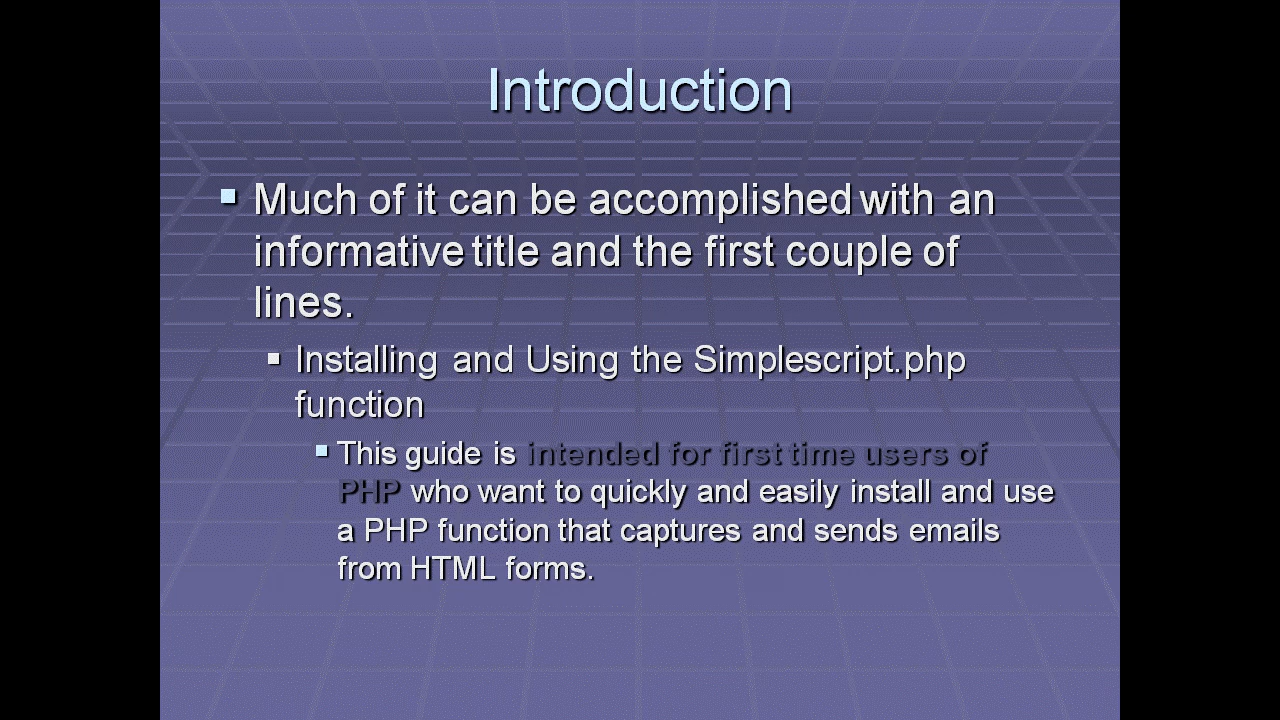 Introduction
Much of it can be accomplished with an
informative title and the first couple of
lines.
Installing and Using the Simplescript.php
function
This guide is intended for first time users of
PHP who want to quickly and easily install and use
a PHP function that captures and sends emails
from HTML forms.